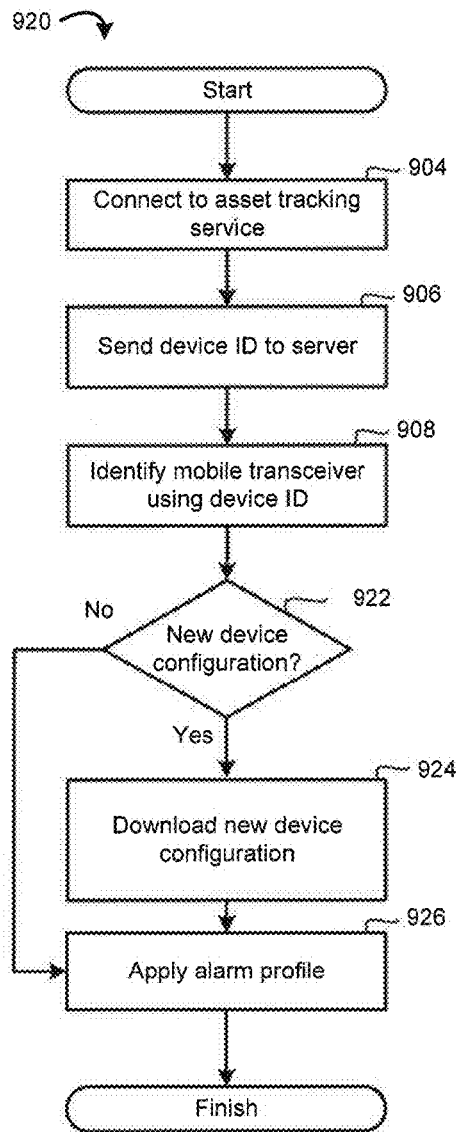 920
Start
904
Connect to asset tracking
service
906
Send device ID to server
908
Identify mobile transceiver
using device ID
922
No
New device
configuration?
Yes
924
Download new device
configuration
926
Apply alarm profile
Finish